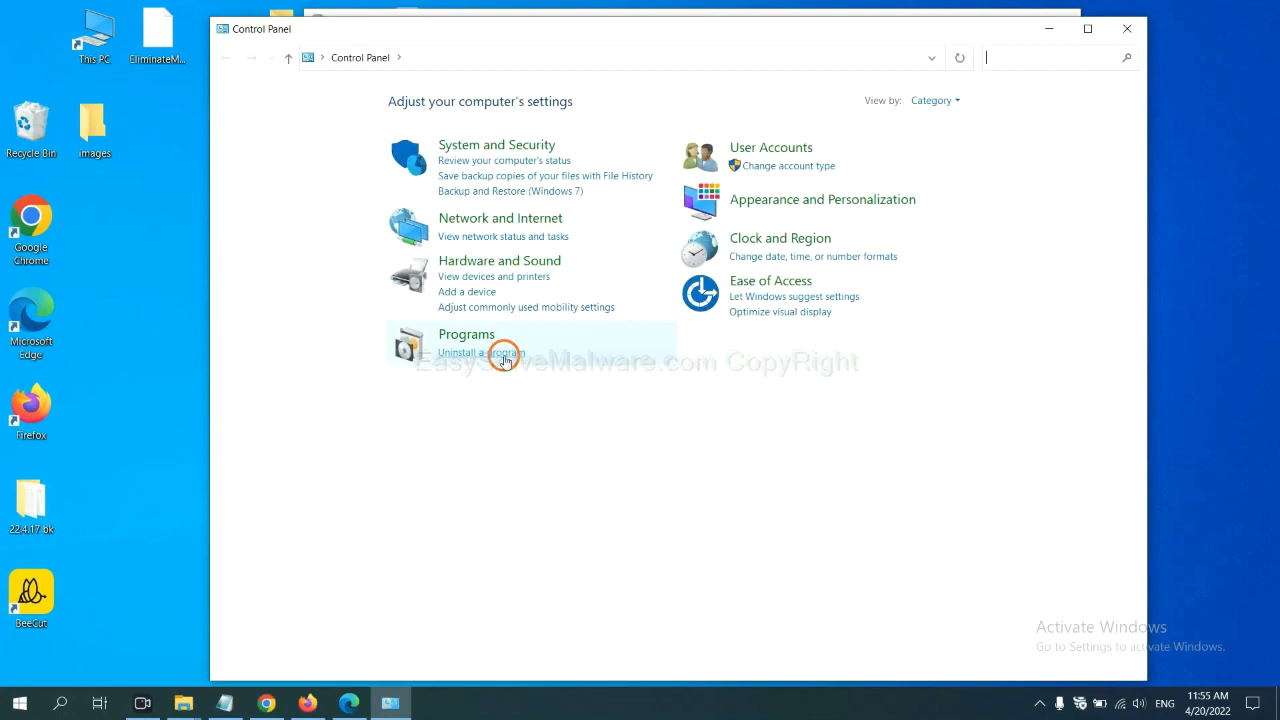 This PC
EliminateM...
Recycle Bin
images
Google
Chrome
Microsoft
Edge
Firefox
22.4.17 bk
BeeCut
Control Panel
Control Panel
Adjust your computer's settings
View by: Category
System and Security
Review your computer's status
Save backup copies of your files with File History
Backup and Restore (Windows 7)
Network and Internet
View network status and tasks
Hardware and Sound
View devices and printers
Add a device
Adjust commonly used mobility settings
Programs
Uninstall a program
User Accounts
Change account type
Appearance and Personalization
Clock and Region
Change date, time, or number formats
Ease of Access
Let Windows suggest settings
Optimize visual display
EasySolveMalware.com CopyRight
Activate Windows
Go to Settings to activate Windows.
ENG
11:55 AM
4/20/2022